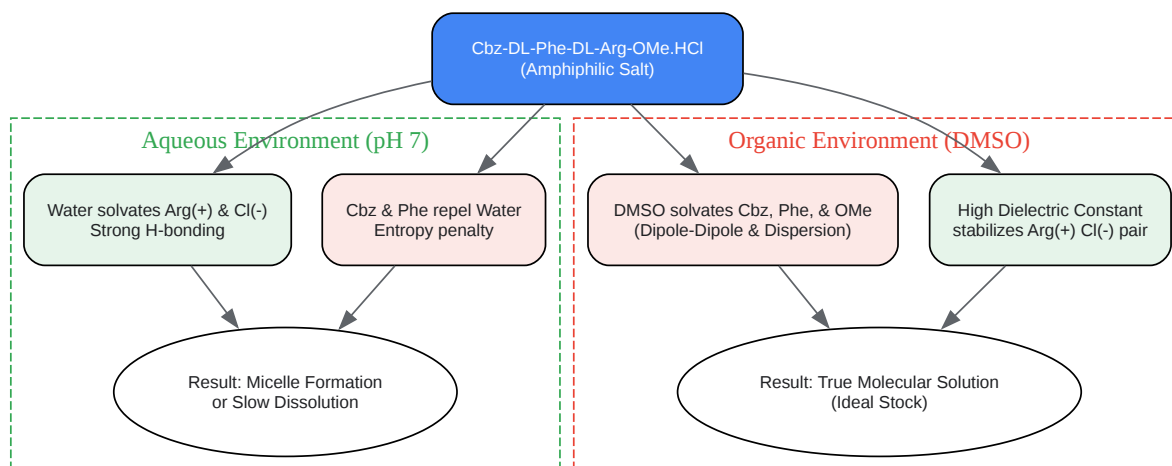 Cbz-DL-Phe-DL-Arg-OMe.HCl
(Amphiphilic Salt)
Aqueous Environment (pH 7)
Organic Environment (DMSO)
Water solvates Arg(+) & Cl(-)
Strong H-bonding
Cbz & Phe repel Water
Entropy penalty
DMSO solvates Cbz, Phe, & OMe
(Dipole-Dipole & Dispersion)
High Dielectric Constant
stabilizes Arg(+) Cl(-) pair
Result: Micelle Formation
or Slow Dissolution
Result: True Molecular Solution
(Ideal Stock)